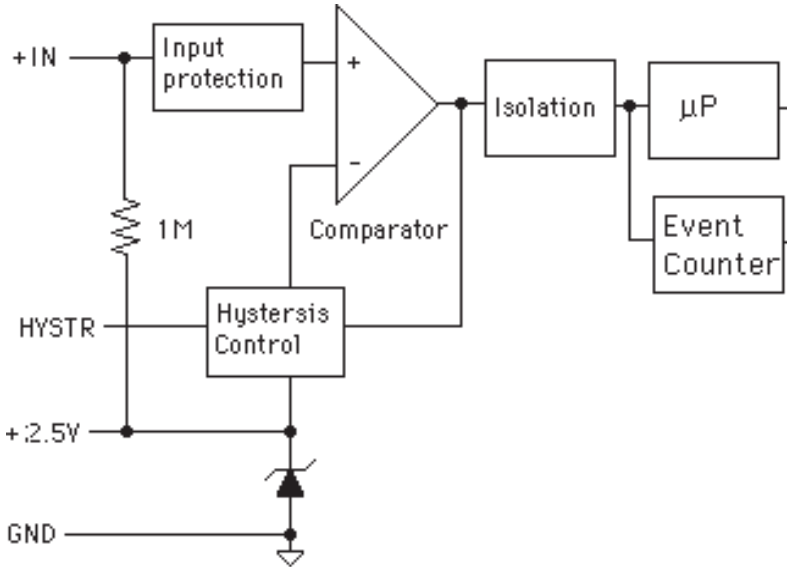 +IN
Input
protection
+
-
Comparator
Isolation
µP
Event
Counter
1M
HYSTR
Hystersis
Control
+:2.5V
GND